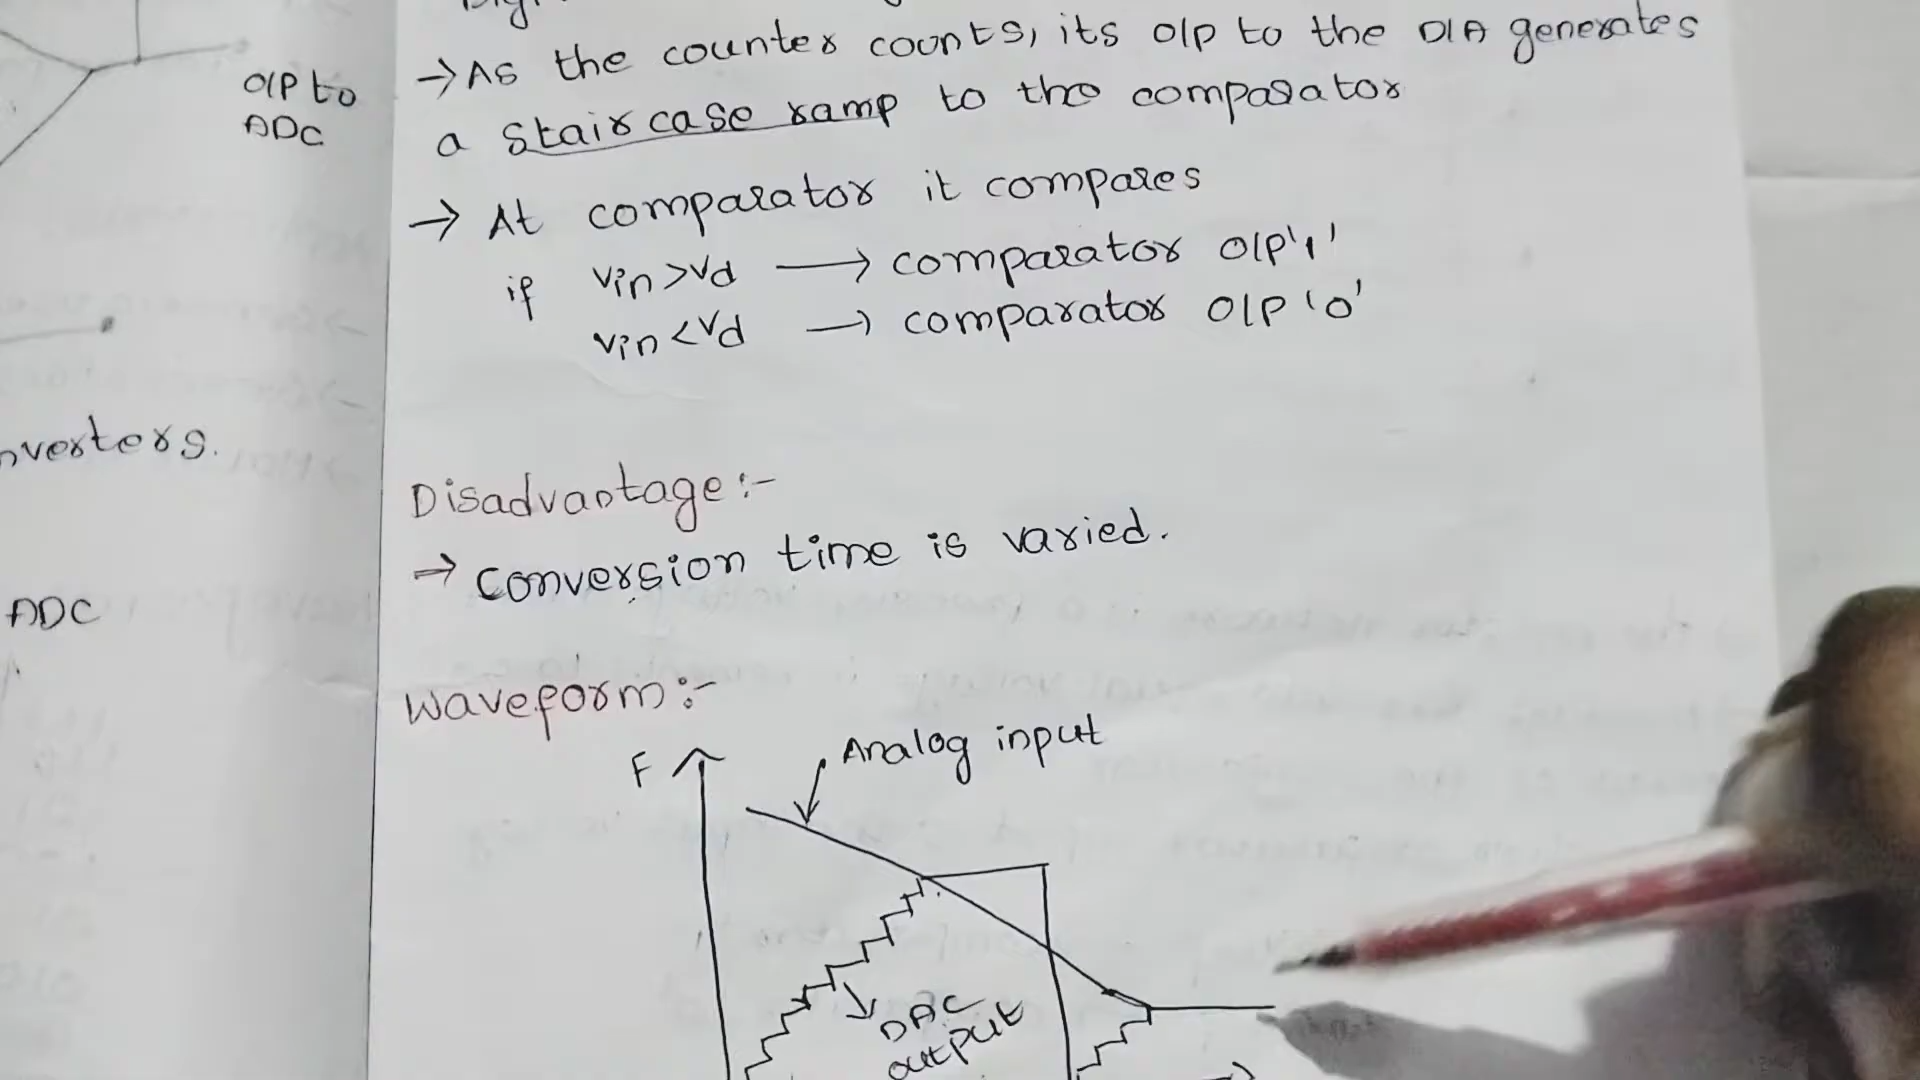 O/P to
ADC
→ As the counter counts, its O/P to the D/A generates
a staircase ramp to the comparator
→ At comparator it compares
if Vin > Vd → comparator O/P '1'
Vin < Vd → comparator O/P '0'
Disadvantage :-
→ Conversion time is varied.
ADC
Waveform :-
F
Analog input
DAC
output